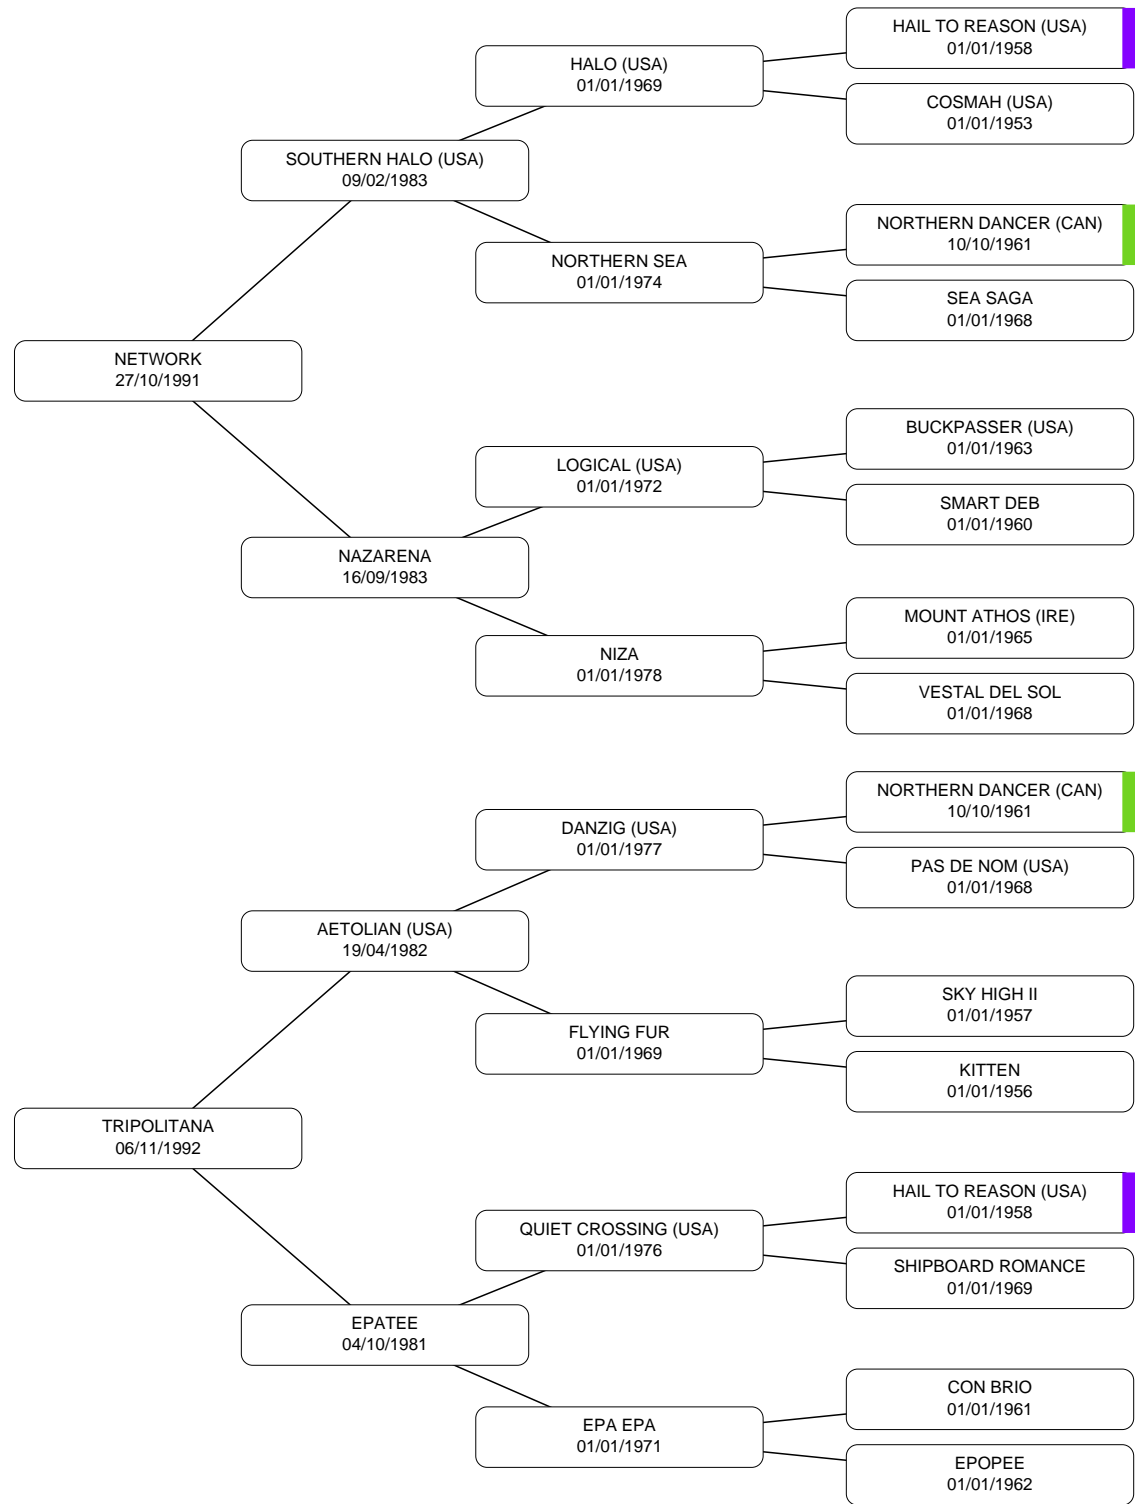 HAIL TO REASON (USA)
01/01/1958
HALO (USA)
01/01/1969
COSMAH (USA)
01/01/1953
SOUTHERN HALO (USA)
09/02/1983
NORTHERN DANCER (CAN)
10/10/1961
NORTHERN SEA
01/01/1974
SEA SAGA
01/01/1968
NETWORK
27/10/1991
BUCKPASSER (USA)
01/01/1963
LOGICAL (USA)
01/01/1972
SMART DEB
01/01/1960
NAZARENA
16/09/1983
MOUNT ATHOS (IRE)
01/01/1965
NIZA
01/01/1978
VESTAL DEL SOL
01/01/1968
NORTHERN DANCER (CAN)
10/10/1961
DANZIG (USA)
01/01/1977
PAS DE NOM (USA)
01/01/1968
AETOLIAN (USA)
19/04/1982
SKY HIGH II
01/01/1957
FLYING FUR
01/01/1969
KITTEN
01/01/1956
TRIPOLITANA
06/11/1992
HAIL TO REASON (USA)
01/01/1958
QUIET CROSSING (USA)
01/01/1976
SHIPBOARD ROMANCE
01/01/1969
EPATEE
04/10/1981
CON BRIO
01/01/1961
EPA EPA
01/01/1971
EPOPEE
01/01/1962